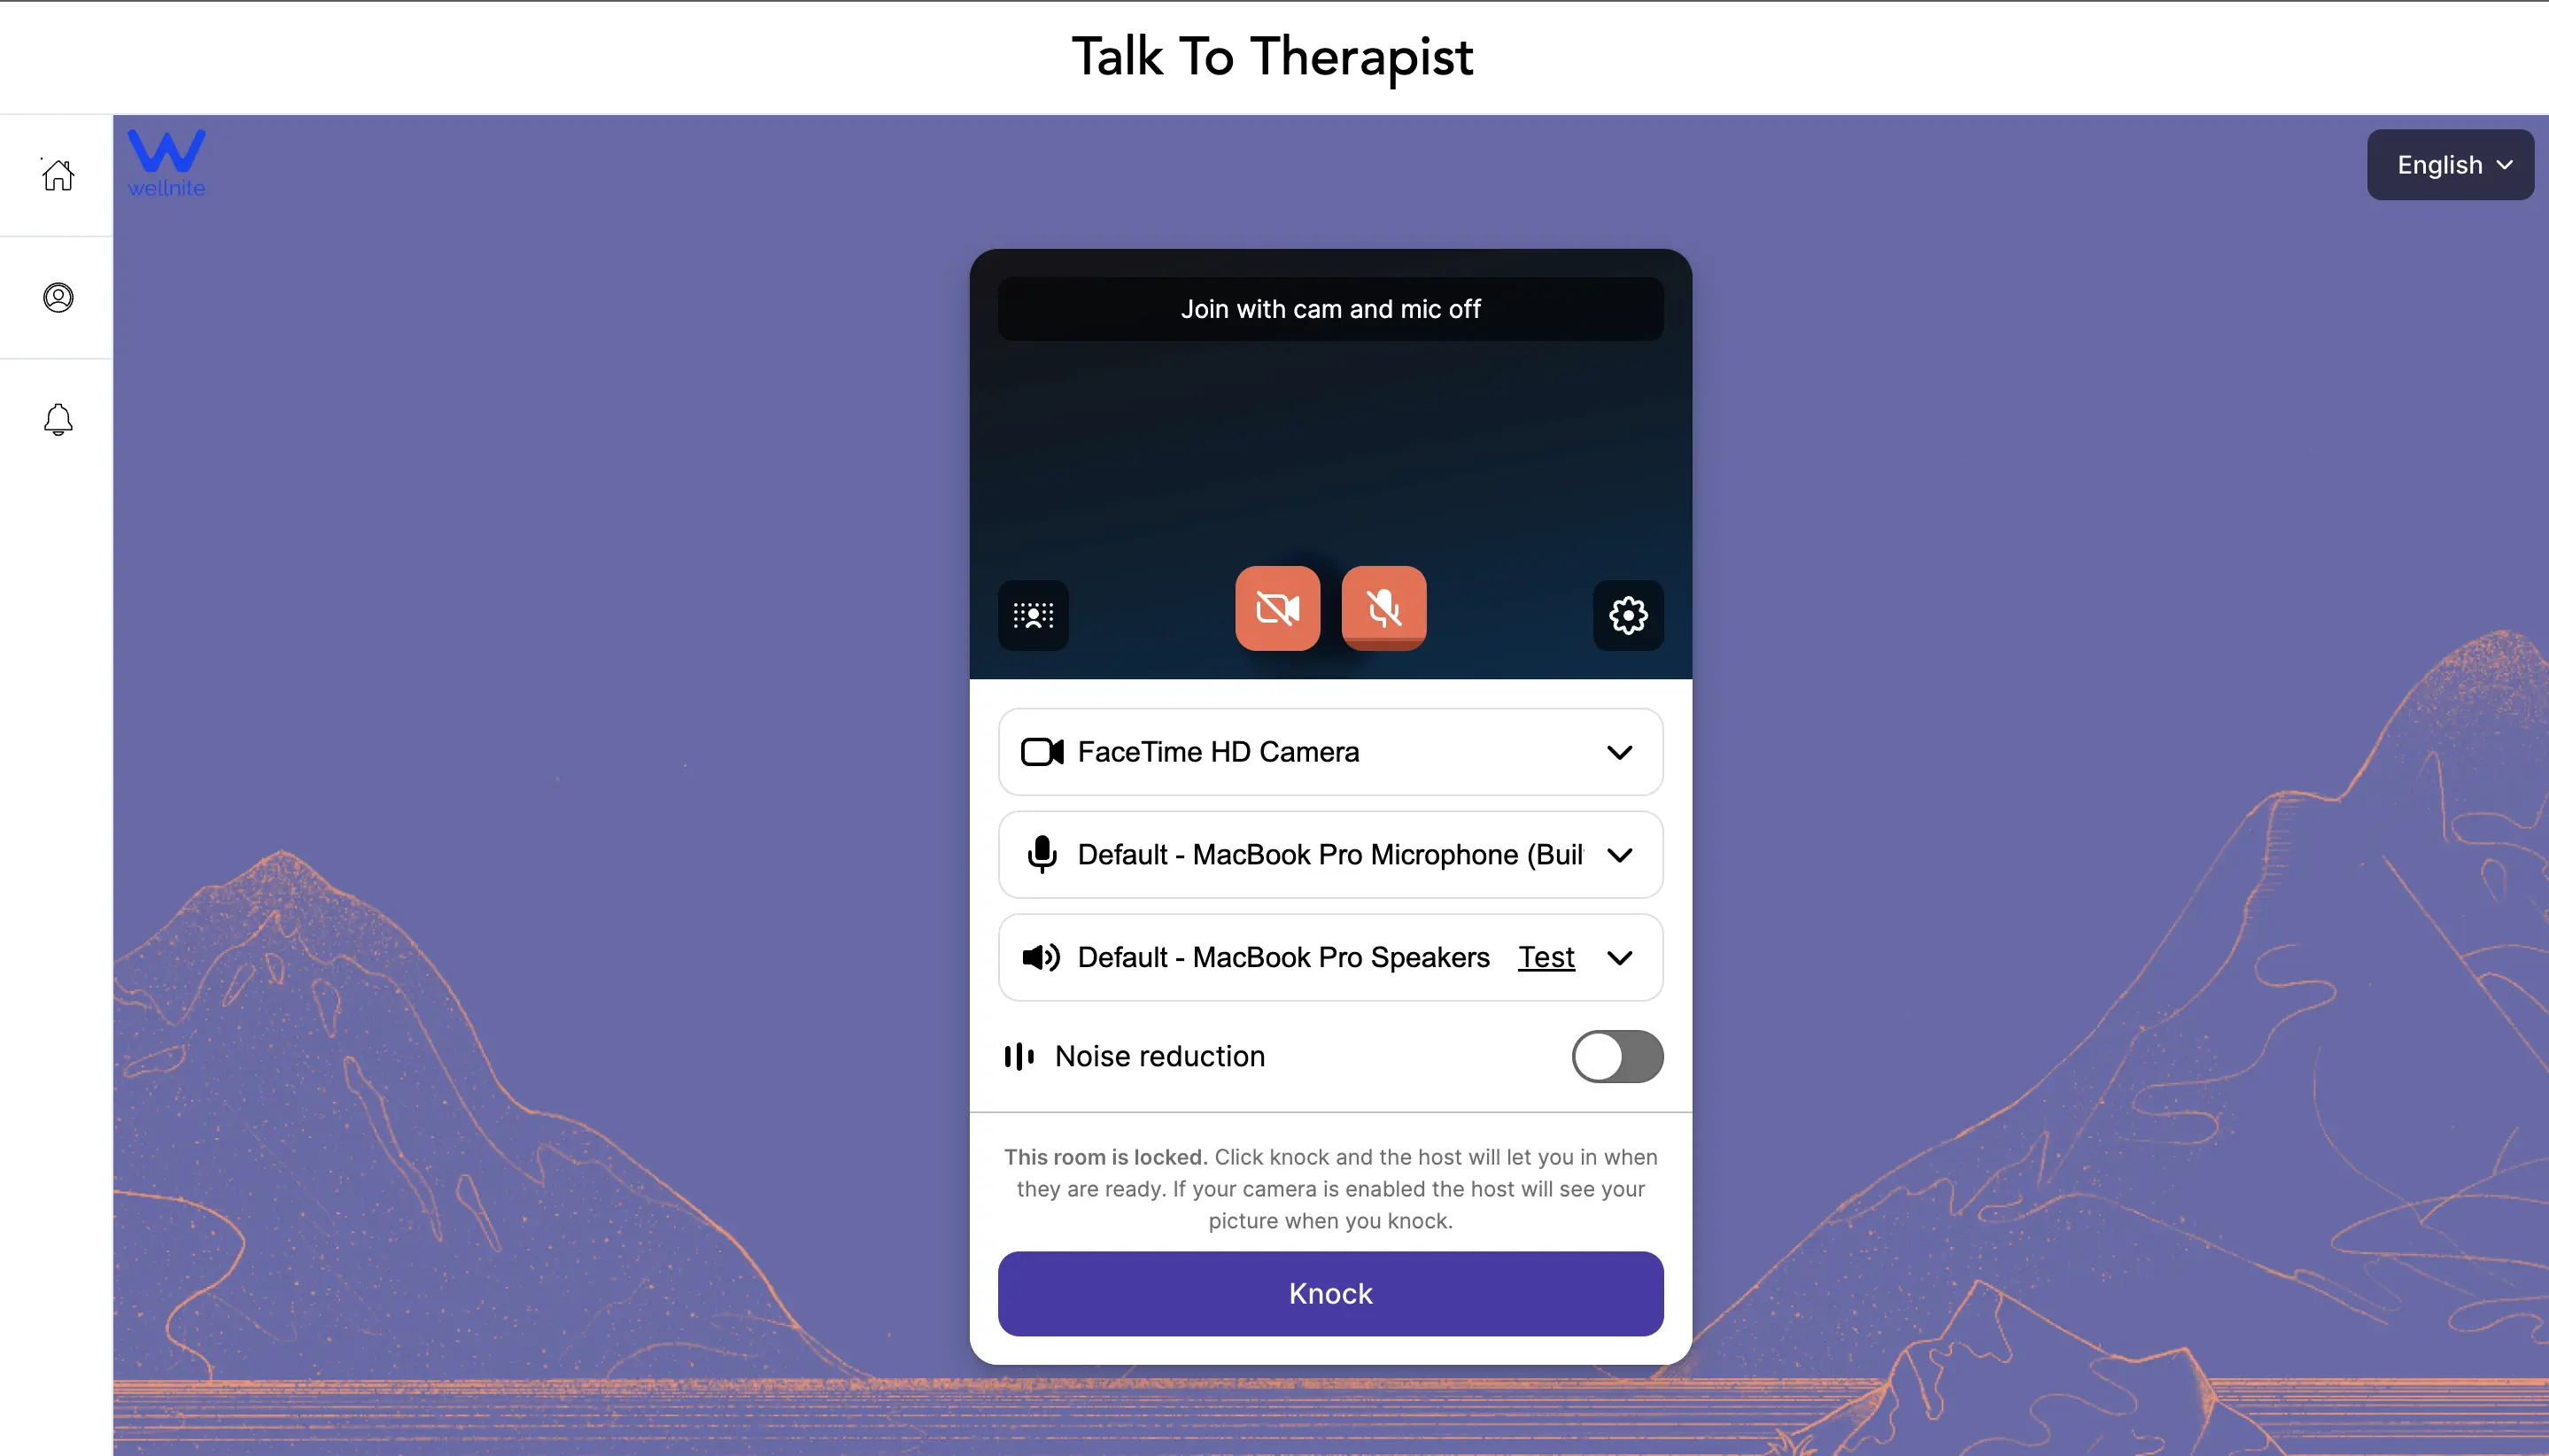 Talk To Therapist
wellnite
English
Join with cam and mic off
FaceTime HD Camera
Default - MacBook Pro Microphone (Buil
Default - MacBook Pro Speakers Test
Noise reduction
This room is locked. Click knock and the host will let you in when
they are ready. If your camera is enabled the host will see your
picture when you knock.
Knock